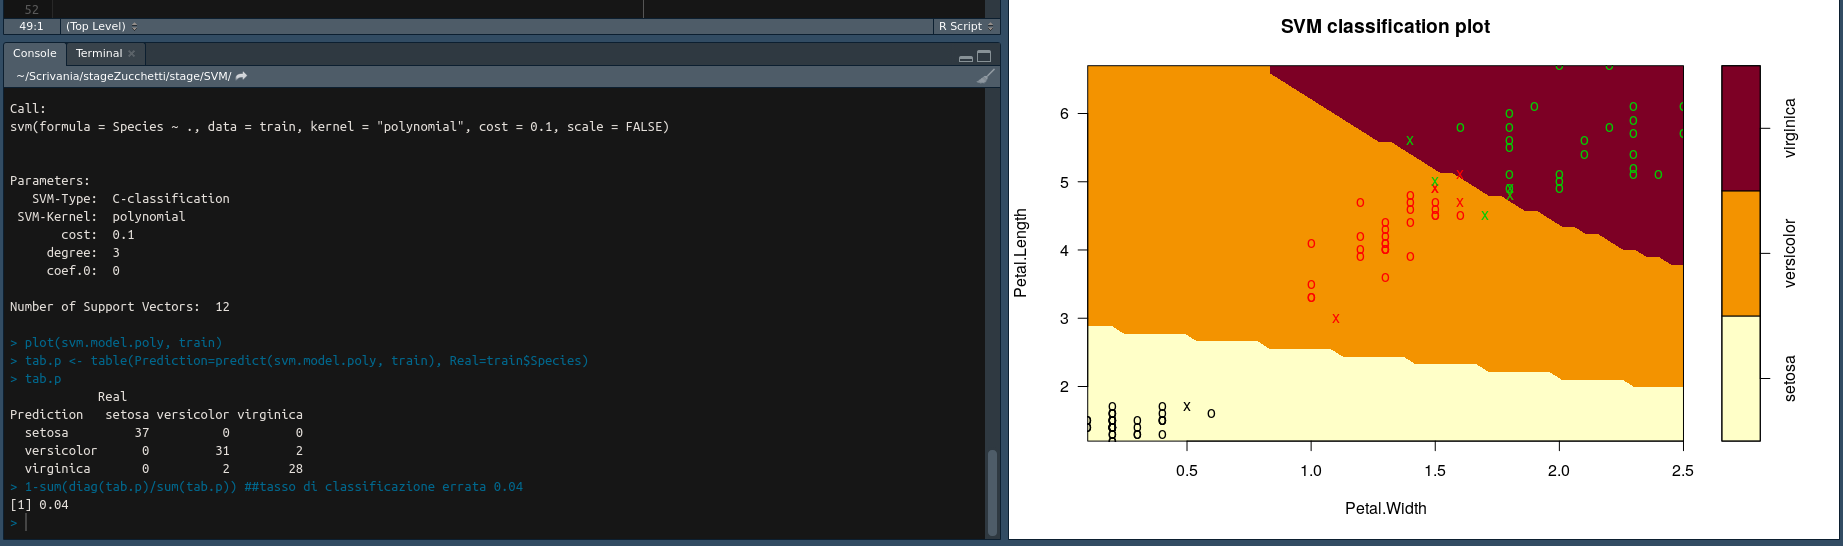 52
49:1 (Top Level) R Script
Console Terminal
~/Scrivania/stageZucchetti/stage/SVM/
Call:
svm(formula = Species ~ ., data = train, kernel = "polynomial", cost = 0.1, scale = FALSE)
Parameters:
SVM-Type: C-classification
SVM-Kernel: polynomial
cost: 0.1
degree: 3
coef.0: 0
Number of Support Vectors: 12
> plot(svm.model.poly, train)
> tab.p <- table(Prediction=predict(svm.model.poly, train), Real=train$Species)
> tab.p
Real
Prediction setosa versicolor virginica
setosa 37 0 0
versicolor 0 31 2
virginica 0 2 28
> 1-sum(diag(tab.p)/sum(tab.p)) ##tasso di classificazione errata 0.04
[1] 0.04
>
SVM classification plot
Petal.Length
6
5
4
3
2
0.5 1.0 1.5 2.0 2.5
Petal.Width
virginica
versicolor
setosa